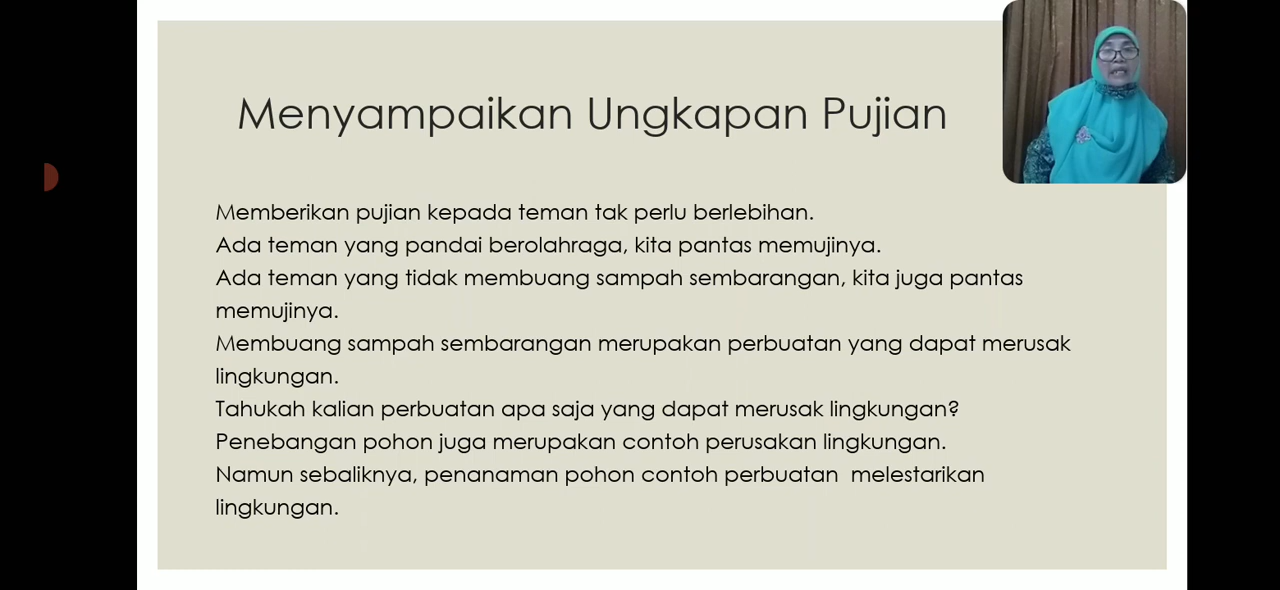 Menyampaikan Ungkapan Pujian
Memberikan pujian kepada teman tak perlu berlebihan.
Ada teman yang pandai berolahraga, kita pantas memujinya.
Ada teman yang tidak membuang sampah sembarangan, kita juga pantas
memujinya.
Membuang sampah sembarangan merupakan perbuatan yang dapat merusak
lingkungan.
Tahukah kalian perbuatan apa saja yang dapat merusak lingkungan?
Penebangan pohon juga merupakan contoh perusakan lingkungan.
Namun sebaliknya, penanaman pohon contoh perbuatan  melestarikan
lingkungan.